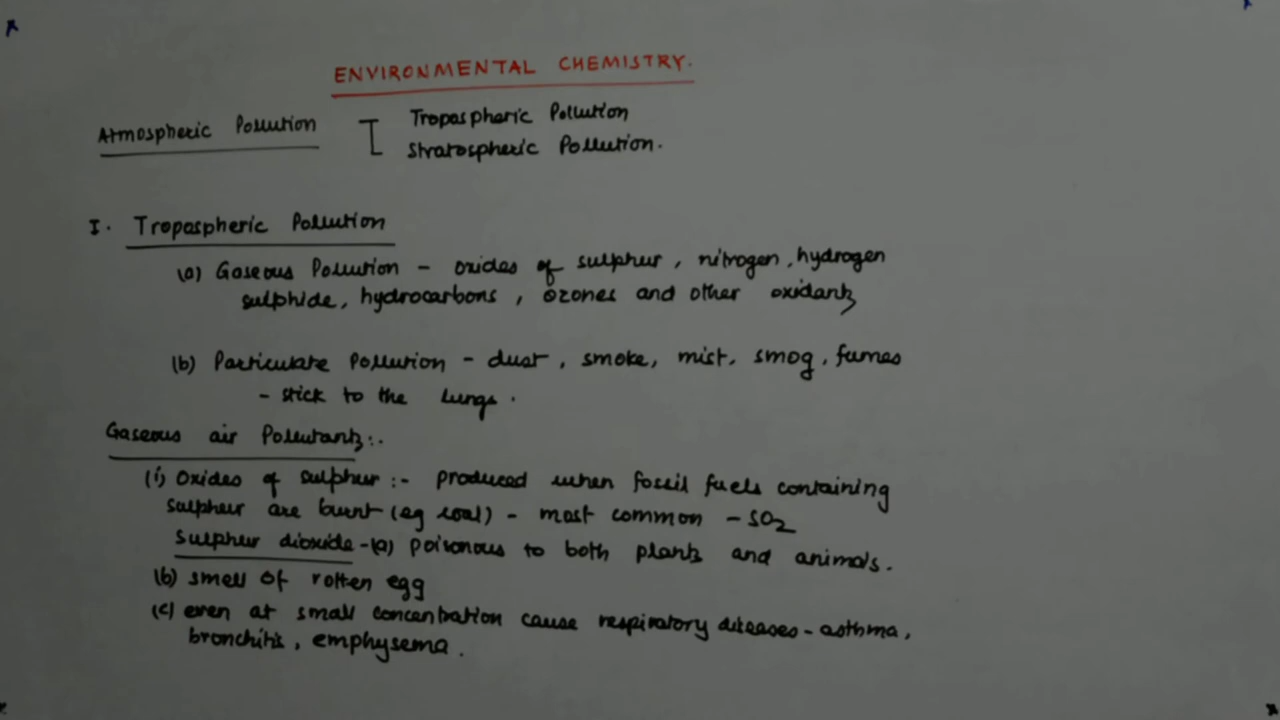 ENVIRONMENTAL CHEMISTRY.
Atmospheric Pollution
Tropospheric Pollution
Stratospheric Pollution.
I. Tropospheric Pollution
(a) Gaseous Pollution - oxides of sulphur, nitrogen, hydrogen
sulphide, hydrocarbons, ozones and other oxidants
(b) Particulate Pollution - dust, smoke, mist, smog, fumes
- stick to the lungs.
Gaseous air Pollutants:.
(i) Oxides of sulphur :- produced when fossil fuels containing
sulphur are burnt (eg coal) - most common - SO2
Sulphur dioxide - (a) poisonous to both plants and animals.
(b) smell of rotten egg
(c) even at small concentration cause respiratory diseases - asthma,
bronchitis, emphysema.